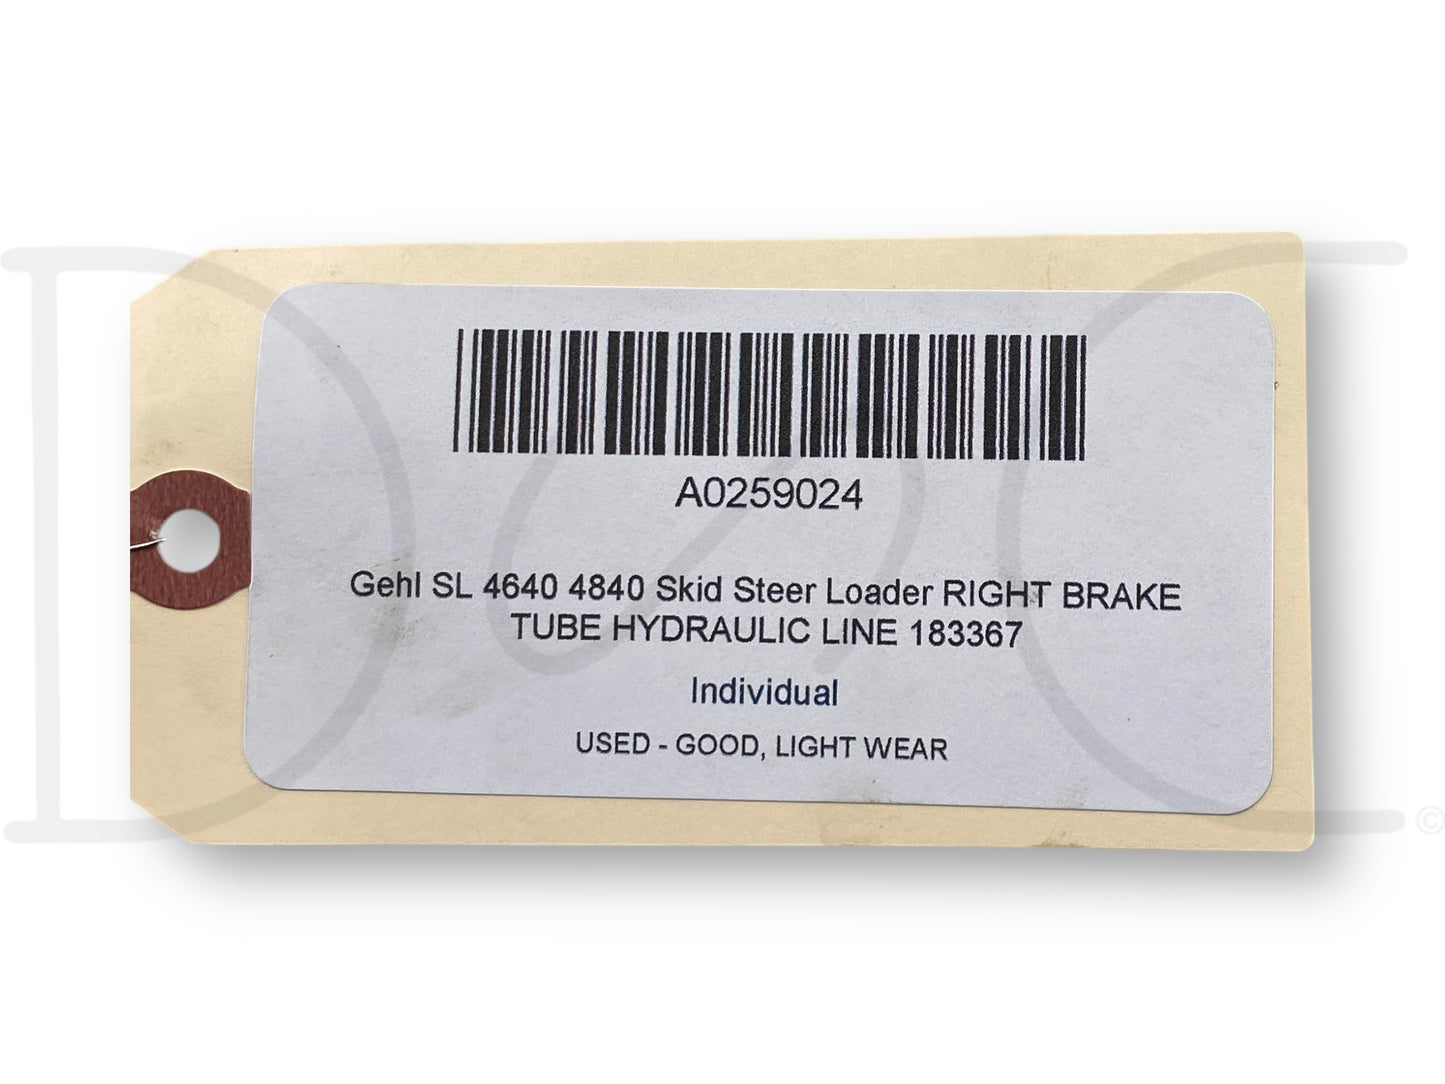 A0259024
Gehl SL 4640 4840 Skid Steer Loader RIGHT BRAKE
TUBE HYDRAULIC LINE 183367
Individual
USED - GOOD, LIGHT WEAR
©